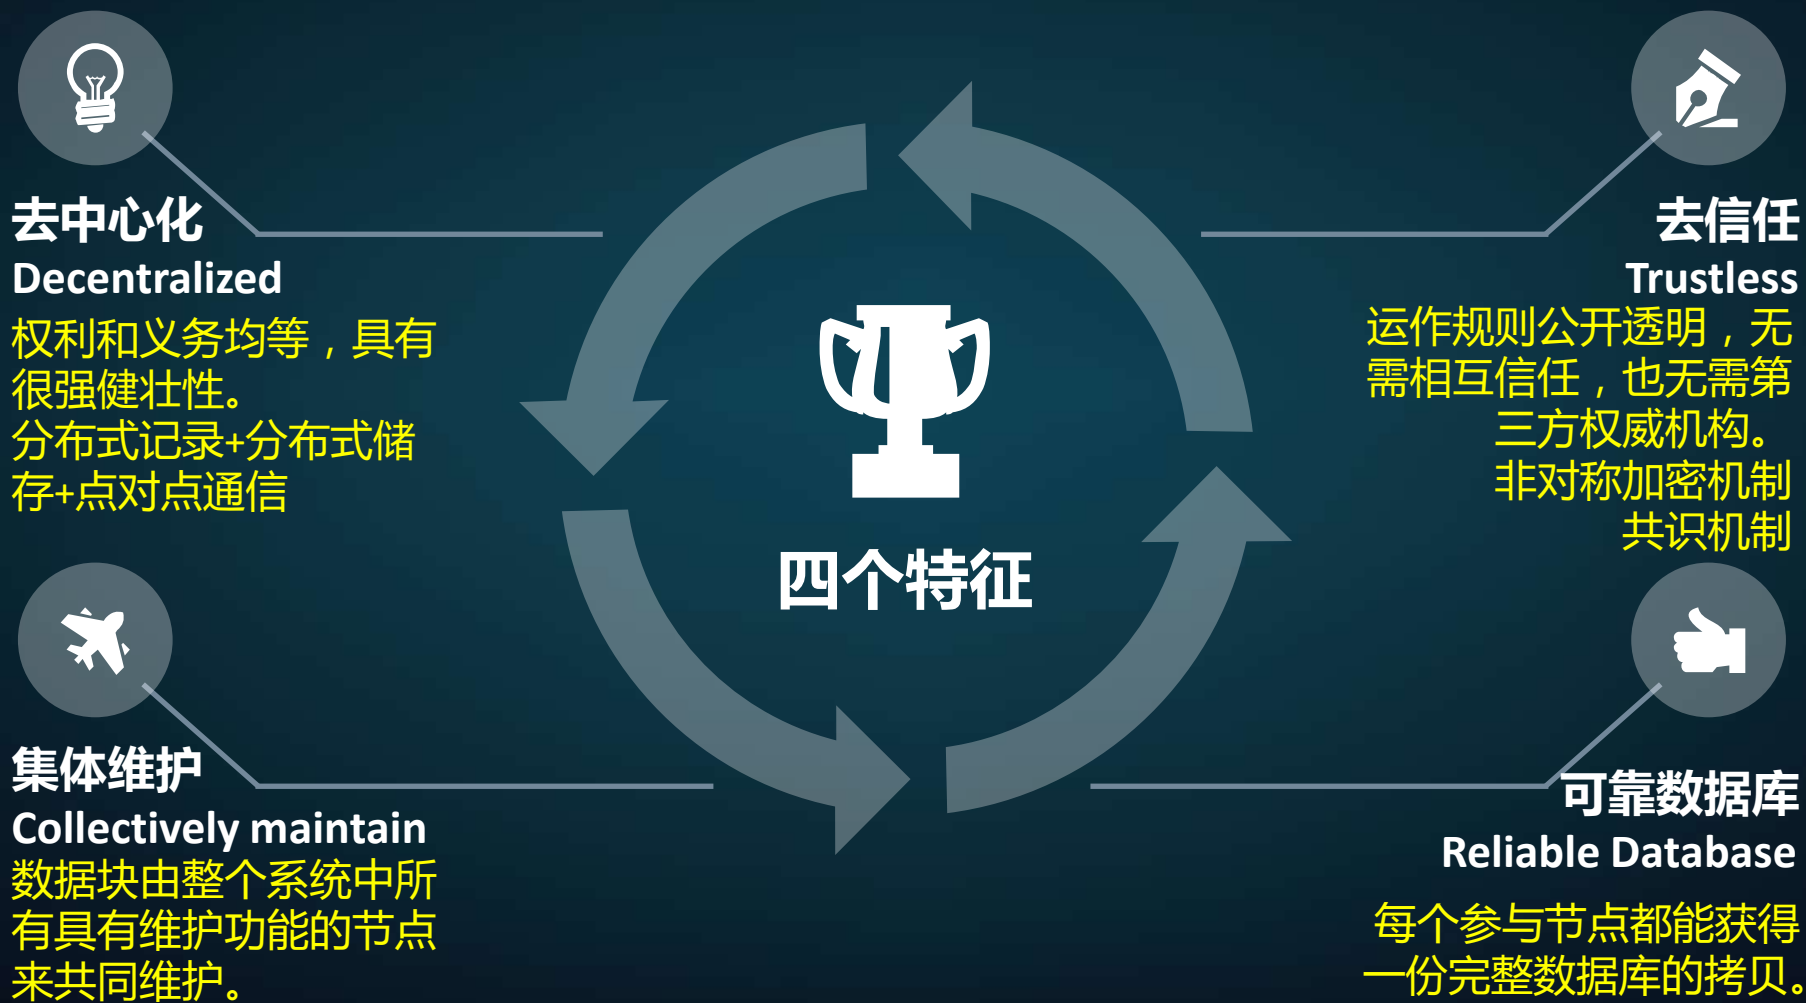 去中心化
Decentralized
权利和义务均等，具有
很强健壮性。
分布式记录+分布式储
存+点对点通信
去信任
Trustless
运作规则公开透明，无
需相互信任，也无需第
三方权威机构。
非对称加密机制
共识机制
四个特征
集体维护
Collectively maintain
数据块由整个系统中所
有具有维护功能的节点
来共同维护。
可靠数据库
Reliable Database
每个参与节点都能获得
一份完整数据库的拷贝。